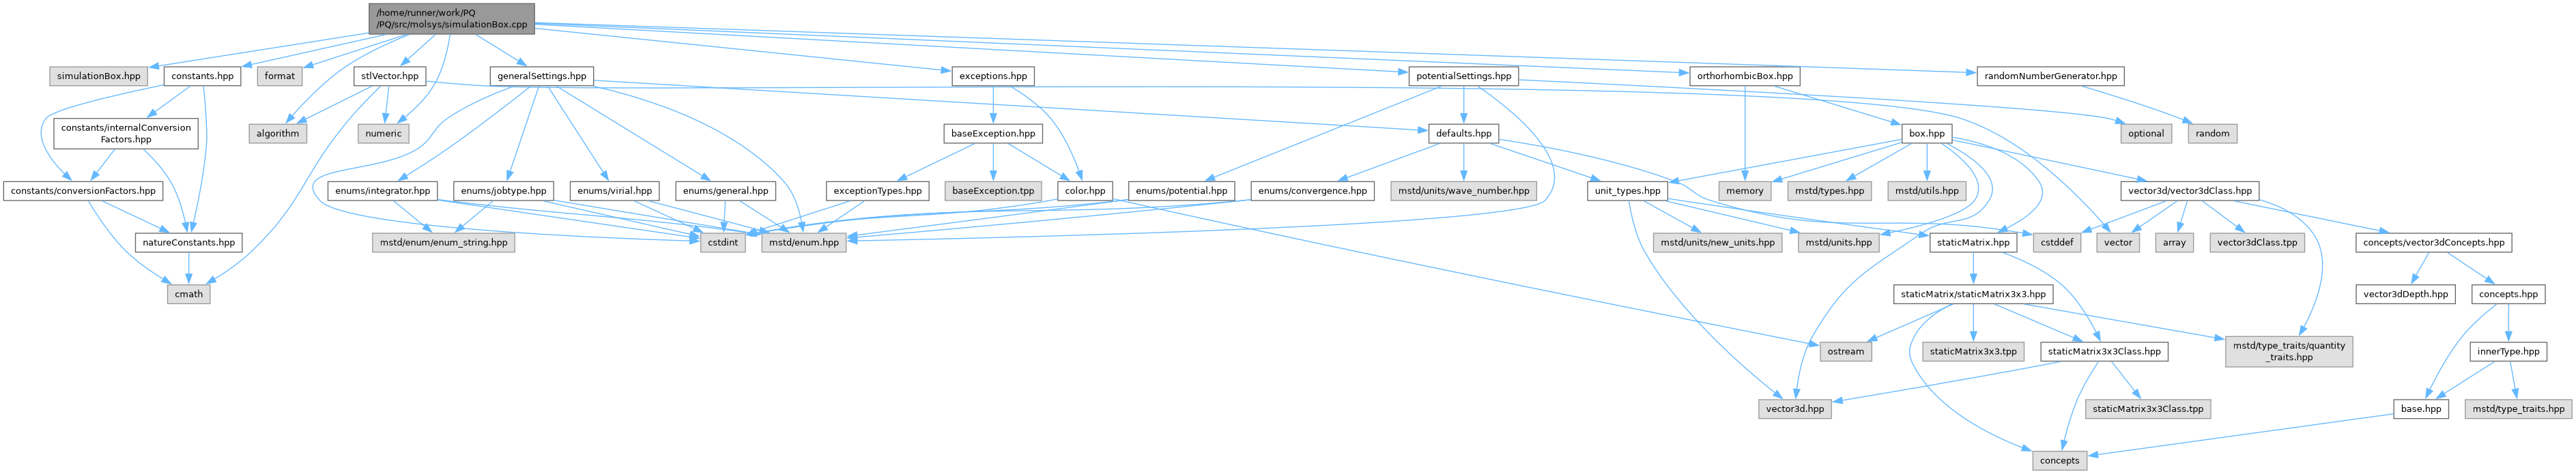 /home/runner/work/PQ
/PQ/src/molsys/simulationBox.cpp
simulationBox.hpp
constants.hpp
format
stlVector.hpp
generalSettings.hpp
exceptions.hpp
potentialSettings.hpp
orthorhombicBox.hpp
randomNumberGenerator.hpp
constants/internalConversion
Factors.hpp
algorithm
numeric
baseException.hpp
defaults.hpp
box.hpp
optional
random
constants/conversionFactors.hpp
enums/integrator.hpp
enums/jobtype.hpp
enums/virial.hpp
enums/general.hpp
exceptionTypes.hpp
baseException.tpp
color.hpp
enums/potential.hpp
enums/convergence.hpp
mstd/units/wave_number.hpp
unit_types.hpp
memory
mstd/types.hpp
mstd/utils.hpp
vector3d/vector3dClass.hpp
natureConstants.hpp
mstd/enum/enum_string.hpp
cstdint
mstd/enum.hpp
mstd/units/new_units.hpp
mstd/units.hpp
staticMatrix.hpp
cstddef
vector
array
vector3dClass.tpp
concepts/vector3dConcepts.hpp
cmath
staticMatrix/staticMatrix3x3.hpp
vector3dDepth.hpp
concepts.hpp
ostream
staticMatrix3x3.tpp
staticMatrix3x3Class.hpp
mstd/type_traits/quantity
_traits.hpp
innerType.hpp
vector3d.hpp
staticMatrix3x3Class.tpp
base.hpp
mstd/type_traits.hpp
concepts